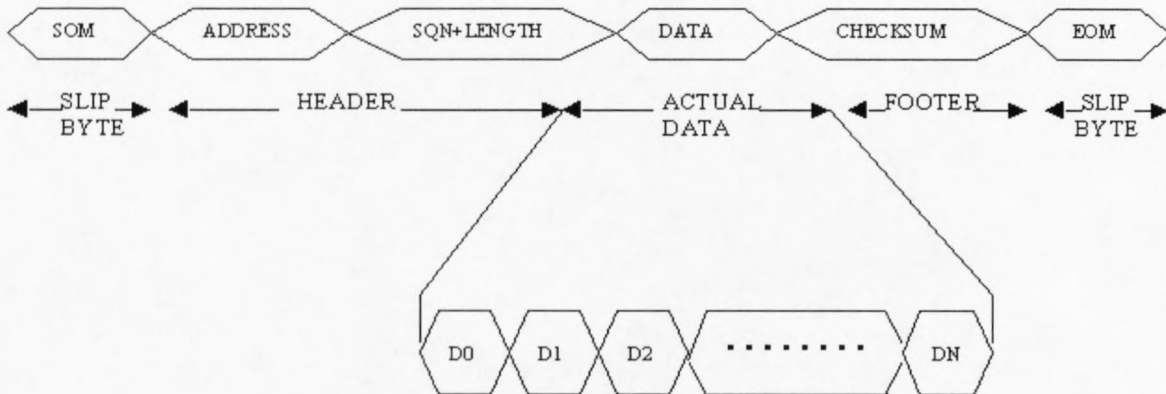 SOM ADDRESS SQN+LENGTH DATA CHECKSUM EOM
SLIP BYTE HEADER ACTUAL DATA FOOTER SLIP BYTE
D0 D1 D2 ........ DN